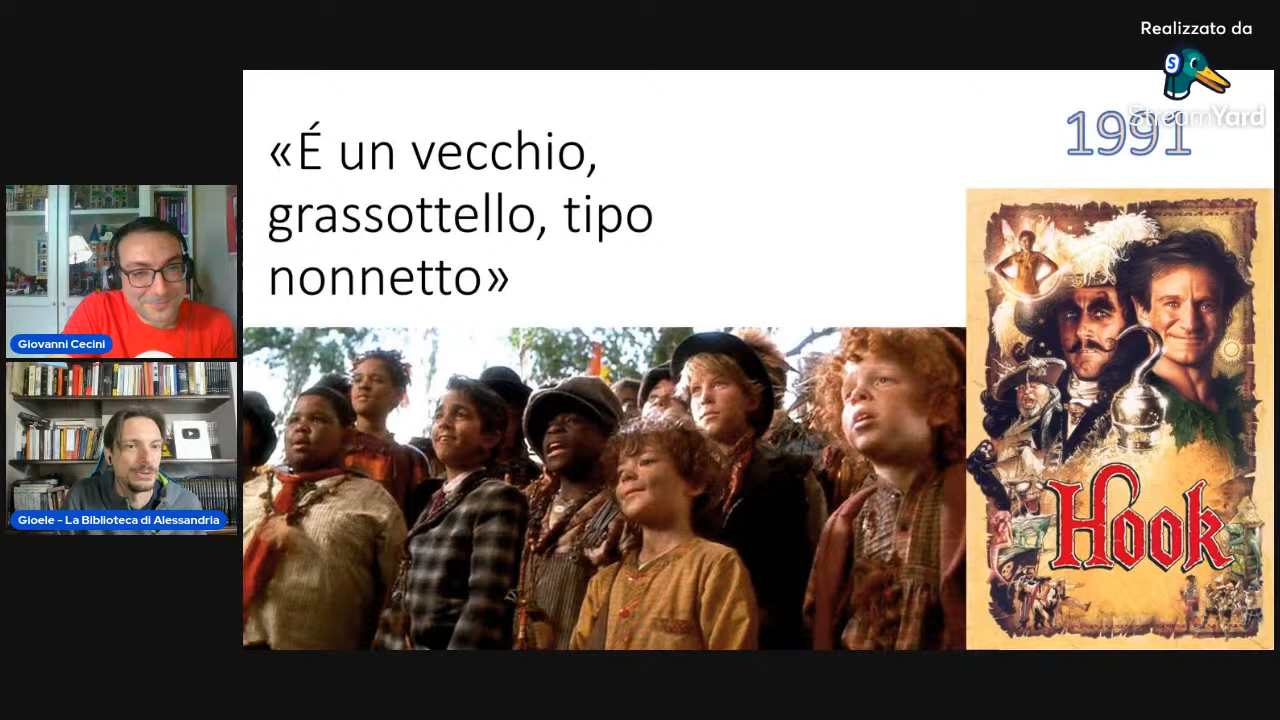 Realizzato da
S
StreamYard
1991
«É un vecchio,
grassottello, tipo
nonnetto»
Giovanni Cecini
Gioele - La Biblioteca di Alessandria
Hook